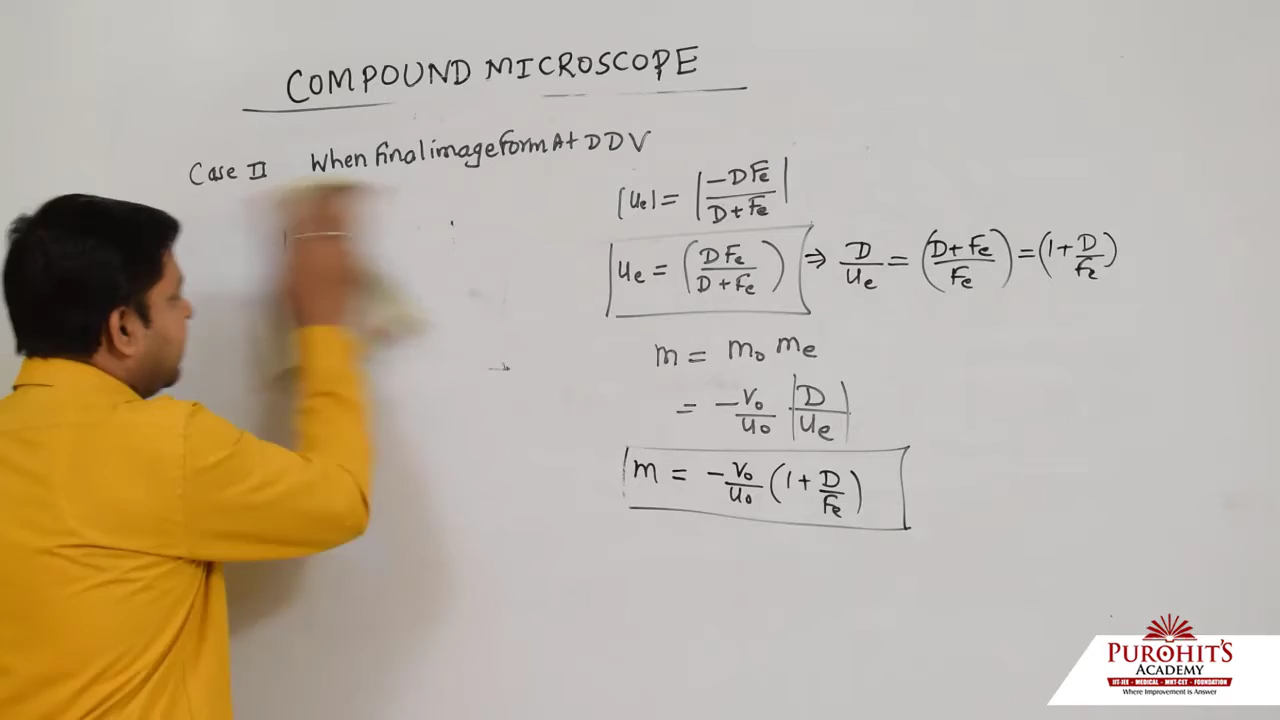 COMPOUND MICROSCOPE
Case II When final image form At DDV
|ue| = |-DFe / D+Fe|
ue = (DFe / D+Fe) ⇒ D/ue = (D+Fe / Fe) = (1+D/Fe)
m = mo me
= -vo/uo |D/ue|
m = -vo/uo (1+D/Fe)
PUROHIT'S
ACADEMY
IIT-JEE - MEDICAL - MHT-CET - FOUNDATION
Where Improvement is Answer